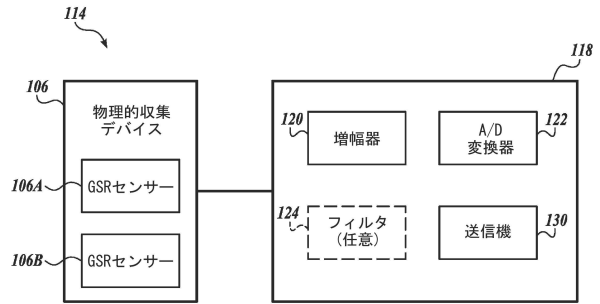 114
106
物理的収集
デバイス
106A
GSRセンサー
106B
GSRセンサー
118
120
増幅器
A/D
変換器
122
124
フィルタ
(任意)
送信機
130